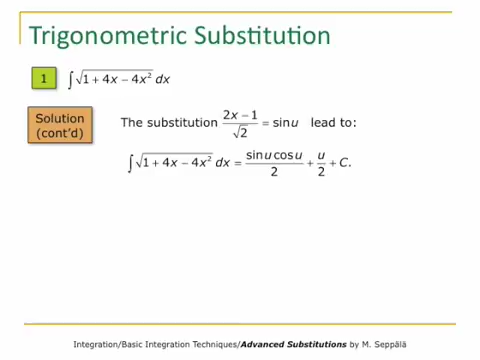 Trigonometric Substitution
1 ∫√(1 + 4x − 4x²) dx
Solution
(cont'd)
The substitution (2x − 1)/√2 = sin u lead to:
∫√(1 + 4x − 4x²) dx = (sin u cos u)/2 + u/2 + C.
Integration/Basic Integration Techniques/Advanced Substitutions by M. Seppälä